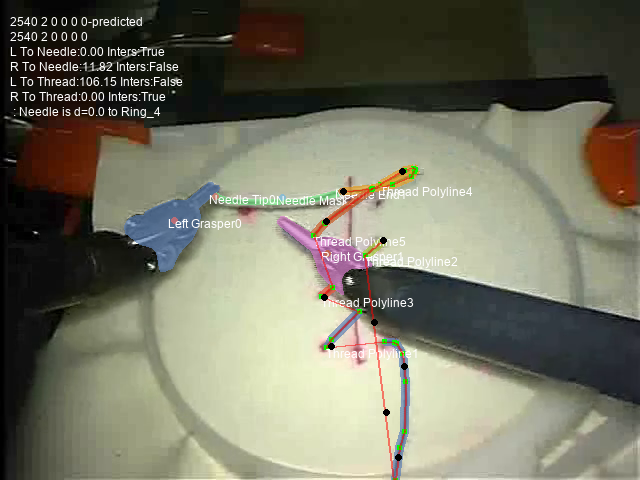 2540 2 0 0 0 0-predicted
2540 2 0 0 0 0
L To Needle:0.00 Inters:True
R To Needle:11.82 Inters:False
L To Thread:106.15 Inters:False
R To Thread:0.00 Inters:True
: Needle is d=0.0 to Ring_4
Thread Polyline4
Needle Tip0Needle Mask
Left Grasper0
Thread Polyline5
Right Grasper1
Thread Polyline2
Thread Polyline3
Thread Polyline1